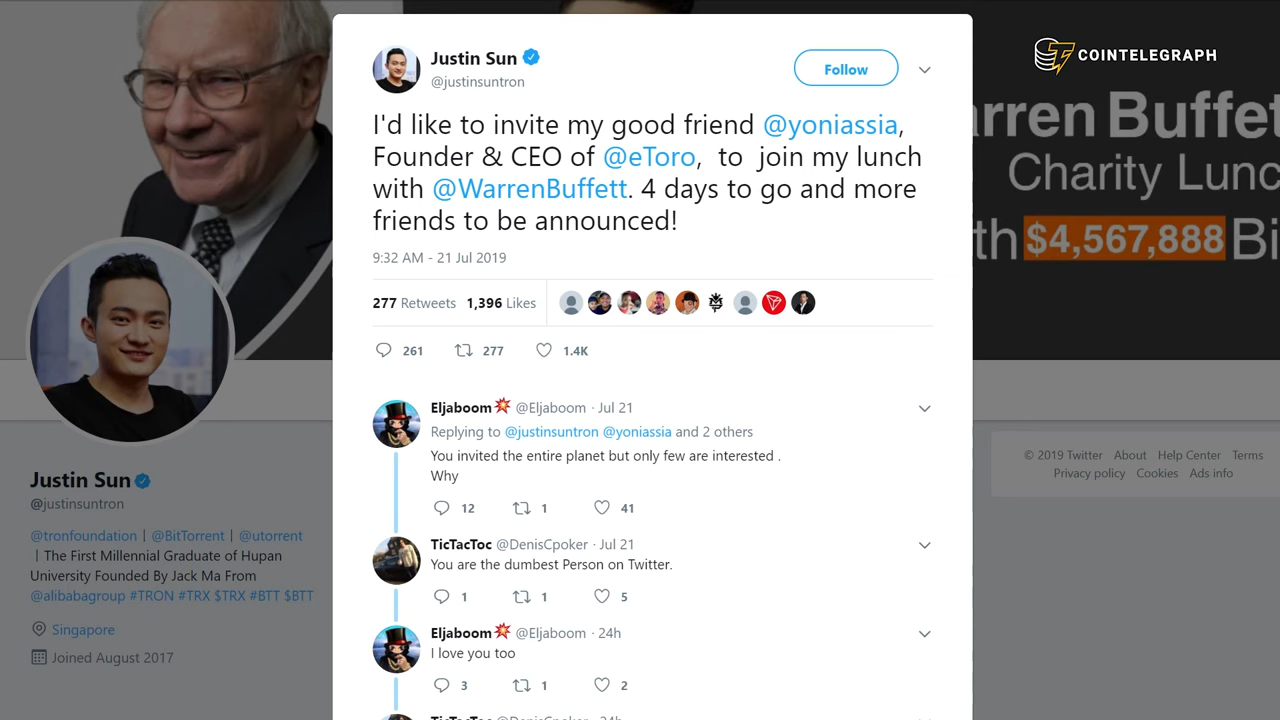 COINTELEGRAPH
Justin Sun
@justinsuntron
Follow
I'd like to invite my good friend @yoniassia,
Founder & CEO of @eToro, to join my lunch
with @WarrenBuffett. 4 days to go and more
friends to be announced!
9:32 AM - 21 Jul 2019
277 Retweets 1,396 Likes
261 277 1.4K
Eljaboom @Eljaboom · Jul 21
Replying to @justinsuntron @yoniassia and 2 others
You invited the entire planet but only few are interested .
Why
12 1 41
TicTacToc @DenisCpoker · Jul 21
You are the dumbest Person on Twitter.
1 1 5
Eljaboom @Eljaboom · 24h
I love you too
3 1 2
TicTacToc @DenisCpoker · 24h
Justin Sun
@justinsuntron
@tronfoundation | @BitTorrent | @utorrent
| The First Millennial Graduate of Hupan
University Founded By Jack Ma From
@alibabagroup #TRON #TRX $TRX #BTT $BTT
Singapore
Joined August 2017
rren Buffet
Charity Lunc
th $4,567,888 Bi
© 2019 Twitter About Help Center Terms
Privacy policy Cookies Ads info